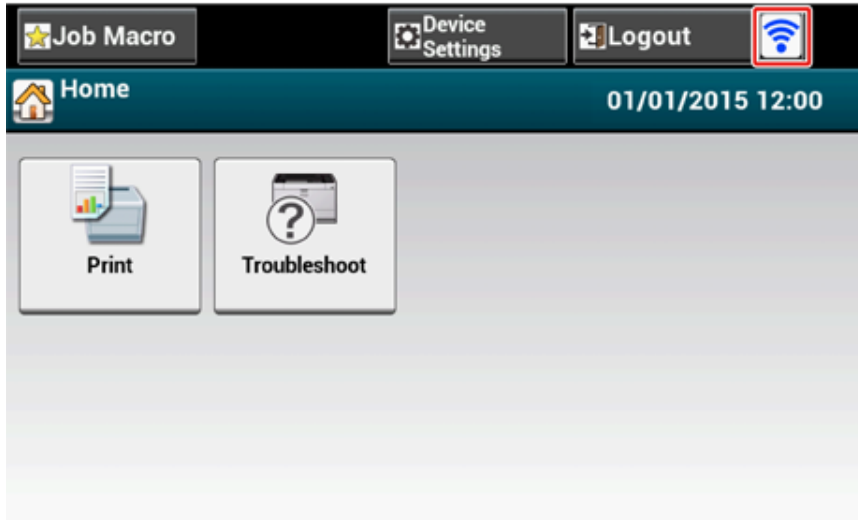 Job Macro
Device
Settings
Logout
Home
01/01/2015 12:00
Print
Troubleshoot